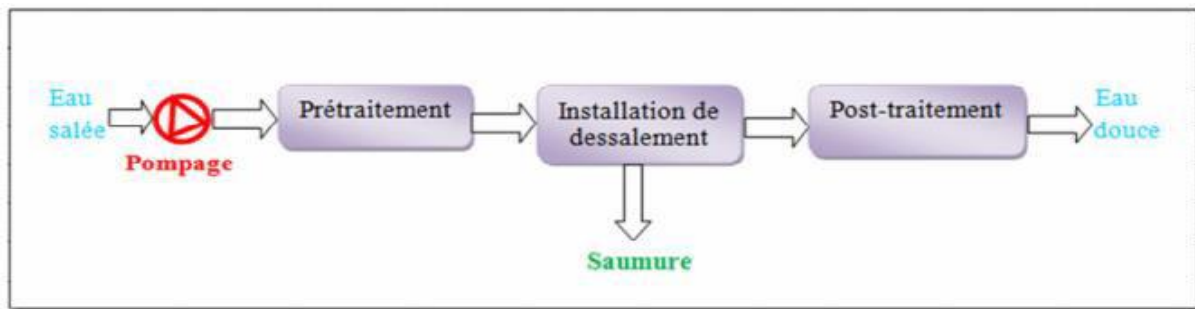 Eau
salée
Pompage
Prétraitement
Installation de
dessalement
Saumure
Post-traitement
Eau
douce